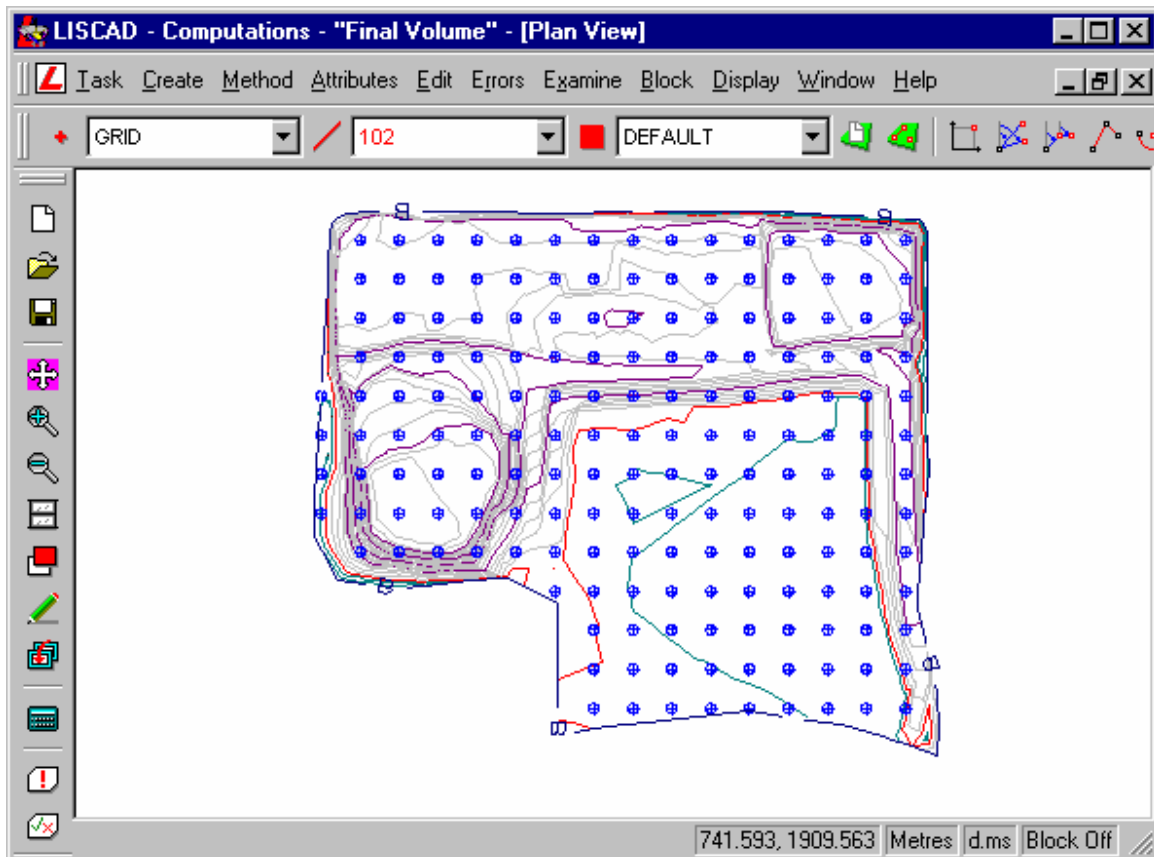 LISCAD - Computations - "Final Volume" - [Plan View]
L Task Create Method Attributes Edit Errors Examine Block Display Window Help
GRID 102 DEFAULT
B B
B
B
B
741.593, 1909.563 Metres d.ms Block Off